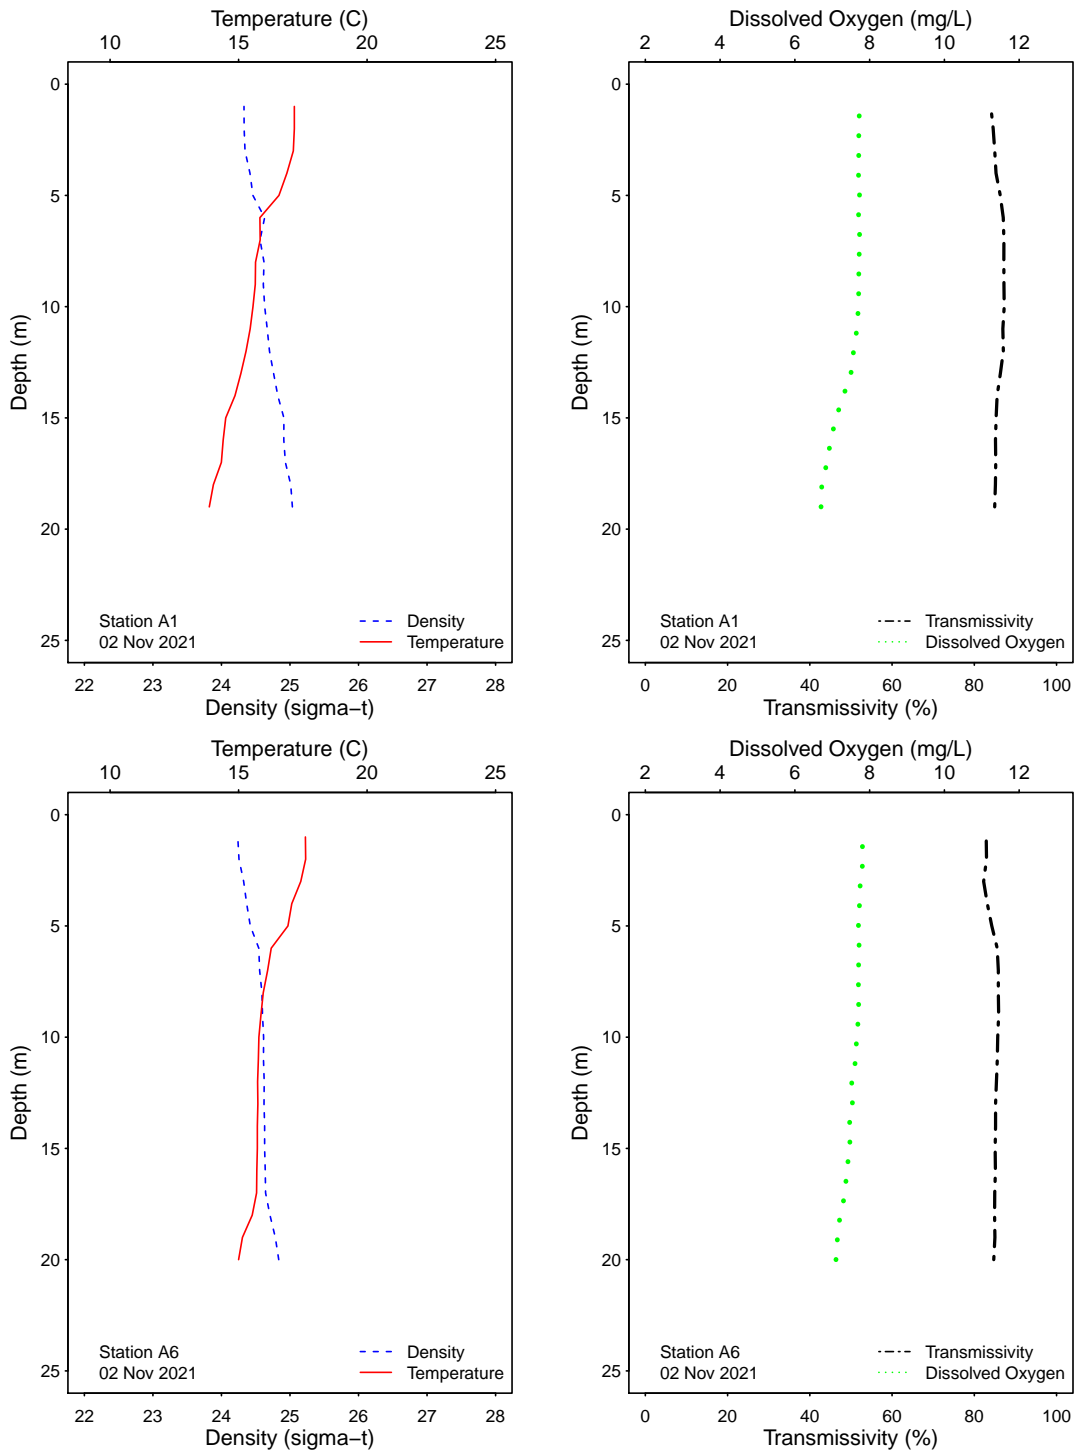 Temperature (C)
10 15 20 25
0
5
10
15
20
25
Depth (m)
Station A1
02 Nov 2021
Density
Temperature
22 23 24 25 26 27 28
Density (sigma−t)
Dissolved Oxygen (mg/L)
2 4 6 8 10 12
0
5
10
15
20
25
Depth (m)
Station A1
02 Nov 2021
Transmissivity
Dissolved Oxygen
0 20 40 60 80 100
Transmissivity (%)
Temperature (C)
10 15 20 25
0
5
10
15
20
25
Depth (m)
Station A6
02 Nov 2021
Density
Temperature
22 23 24 25 26 27 28
Density (sigma−t)
Dissolved Oxygen (mg/L)
2 4 6 8 10 12
0
5
10
15
20
25
Depth (m)
Station A6
02 Nov 2021
Transmissivity
Dissolved Oxygen
0 20 40 60 80 100
Transmissivity (%)